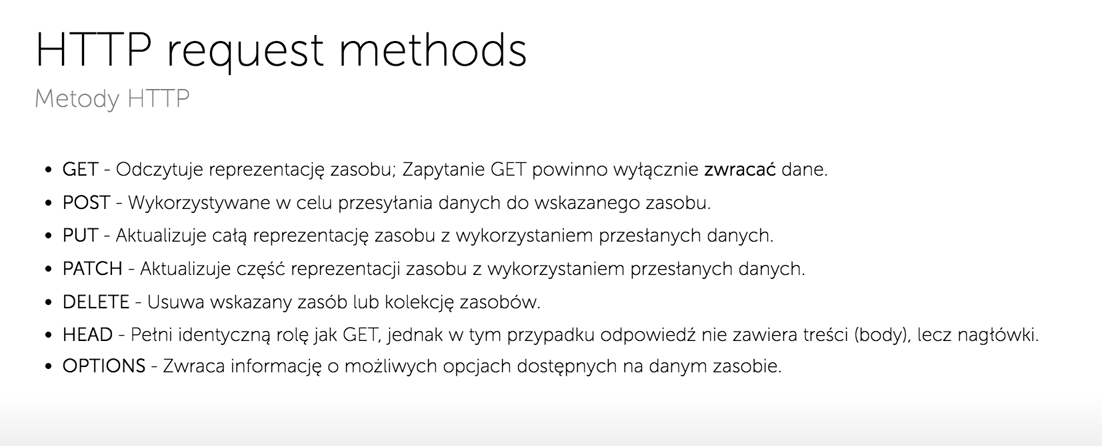 HTTP request methods
Metody HTTP
• GET - Odczytuje reprezentację zasobu; Zapytanie GET powinno wyłącznie zwracać dane.
• POST - Wykorzystywane w celu przesyłania danych do wskazanego zasobu.
• PUT - Aktualizuje całą reprezentację zasobu z wykorzystaniem przesłanych danych.
• PATCH - Aktualizuje część reprezentacji zasobu z wykorzystaniem przesłanych danych.
• DELETE - Usuwa wskazany zasób lub kolekcję zasobów.
• HEAD - Pełni identyczną rolę jak GET, jednak w tym przypadku odpowiedź nie zawiera treści (body), lecz nagłówki.
• OPTIONS - Zwraca informację o możliwych opcjach dostępnych na danym zasobie.